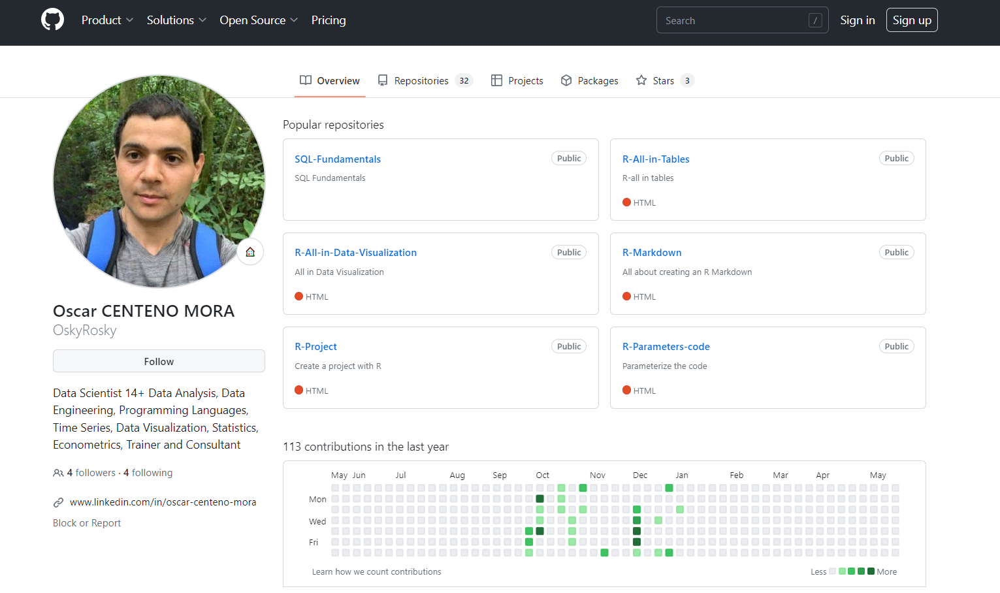 Product Solutions Open Source Pricing Search / Sign in Sign up
Overview Repositories 32 Projects Packages Stars 3
Popular repositories
SQL-Fundamentals Public
SQL Fundamentals
R-All-in-Tables Public
R-all in tables
HTML
R-All-in-Data-Visualization Public
All in Data Visualization
HTML
R-Markdown Public
All about creating an R Markdown
HTML
R-Project Public
Create a project with R
HTML
R-Parameters-code Public
Parameterize the code
HTML
Oscar CENTENO MORA
OskyRosky
Follow
Data Scientist 14+ Data Analysis, Data
Engineering, Programming Languages,
Time Series, Data Visualization, Statistics,
Econometrics, Trainer and Consultant
4 followers · 4 following
www.linkedin.com/in/oscar-centeno-mora
Block or Report
113 contributions in the last year
May Jun Jul Aug Sep Oct Nov Dec Jan Feb Mar Apr May
Mon
Wed
Fri
Learn how we count contributions
Less More